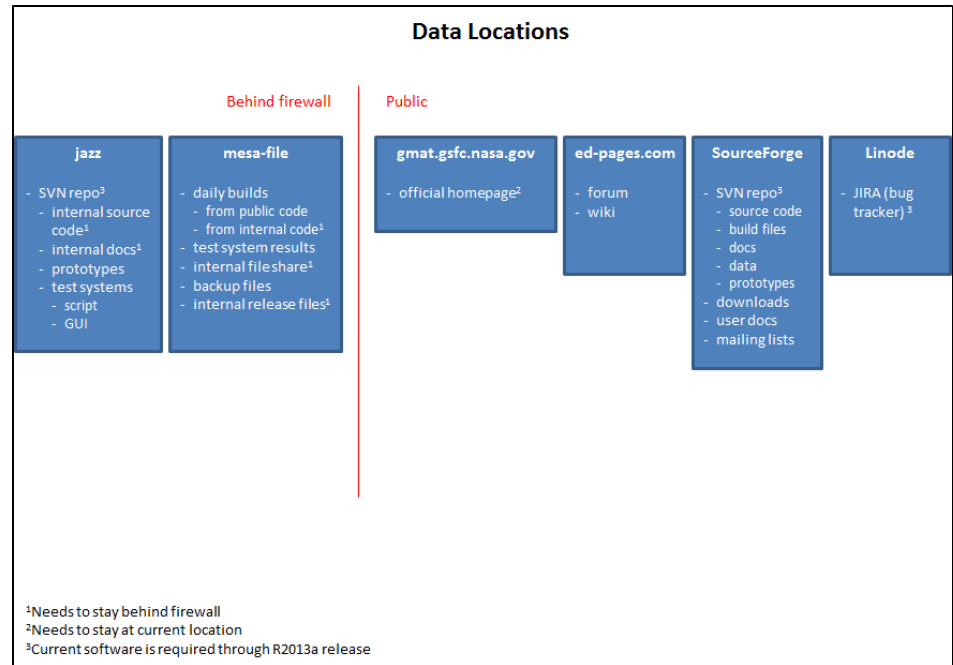 Data Locations
Behind firewall
Public
jazz
- SVN repo³
- internal source
code¹
- internal docs¹
- prototypes
- test systems
- script
- GUI
mesa-file
- daily builds
- from public code
- from internal code¹
- test system results
- internal file share¹
- backup files
- internal release files¹
gmat.gsfc.nasa.gov
- official homepage²
ed-pages.com
- forum
- wiki
SourceForge
- SVN repo³
- source code
- build files
- docs
- data
- prototypes
- downloads
- user docs
- mailing lists
Linode
- JIRA (bug
tracker) ³
¹Needs to stay behind firewall
²Needs to stay at current location
³Current software is required through R2013a release